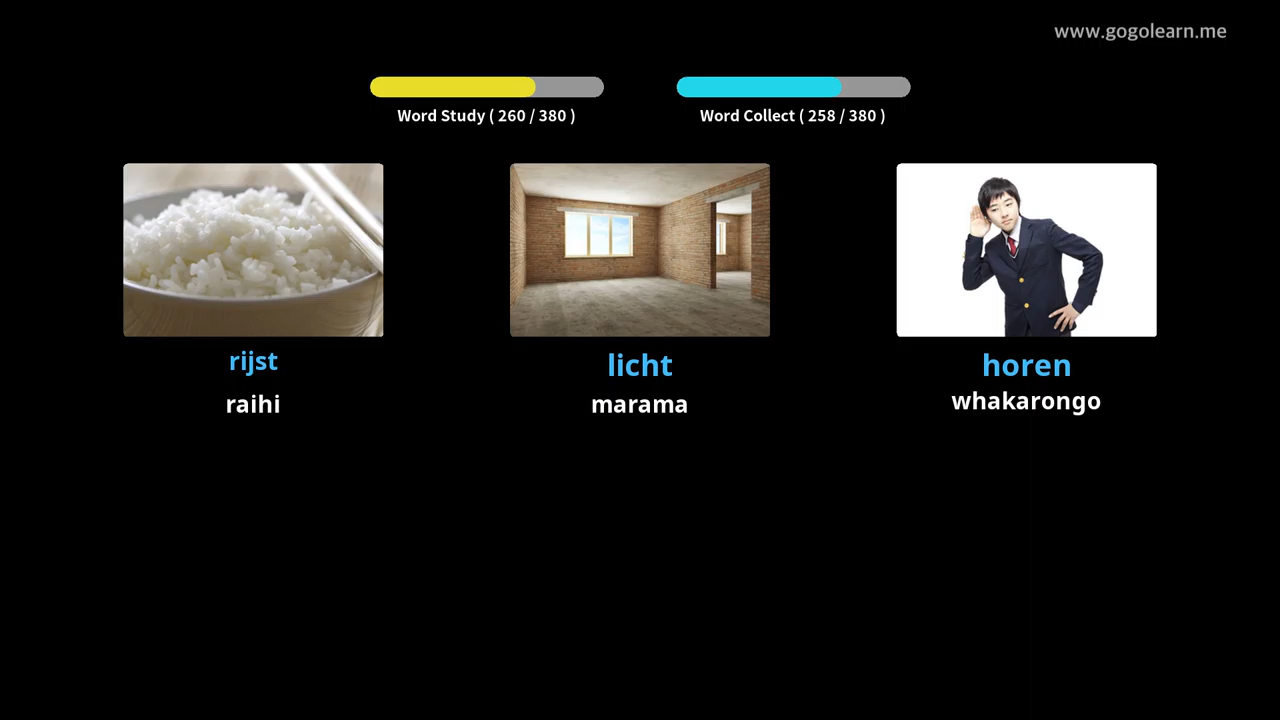 www.gogolearn.me
Word Study ( 260 / 380 )
Word Collect ( 258 / 380 )
rijst
raihi
licht
marama
horen
whakarongo